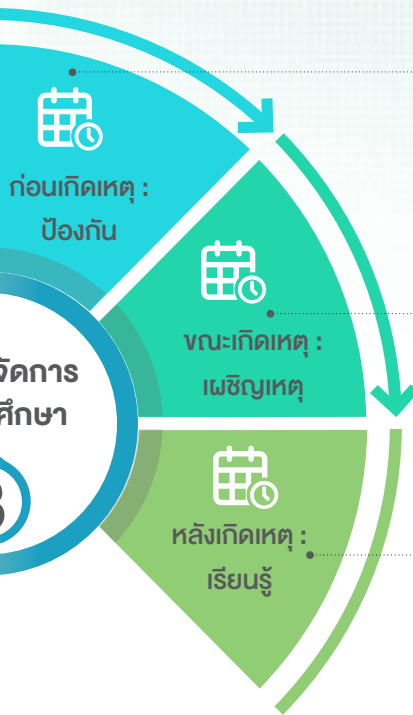 ก่อนเกิดเหตุ :
ป้องกัน
ขณะเกิดเหตุ :
เผชิญเหตุ
จัดการ
ศึกษา
หลังเกิดเหตุ :
เรียนรู้